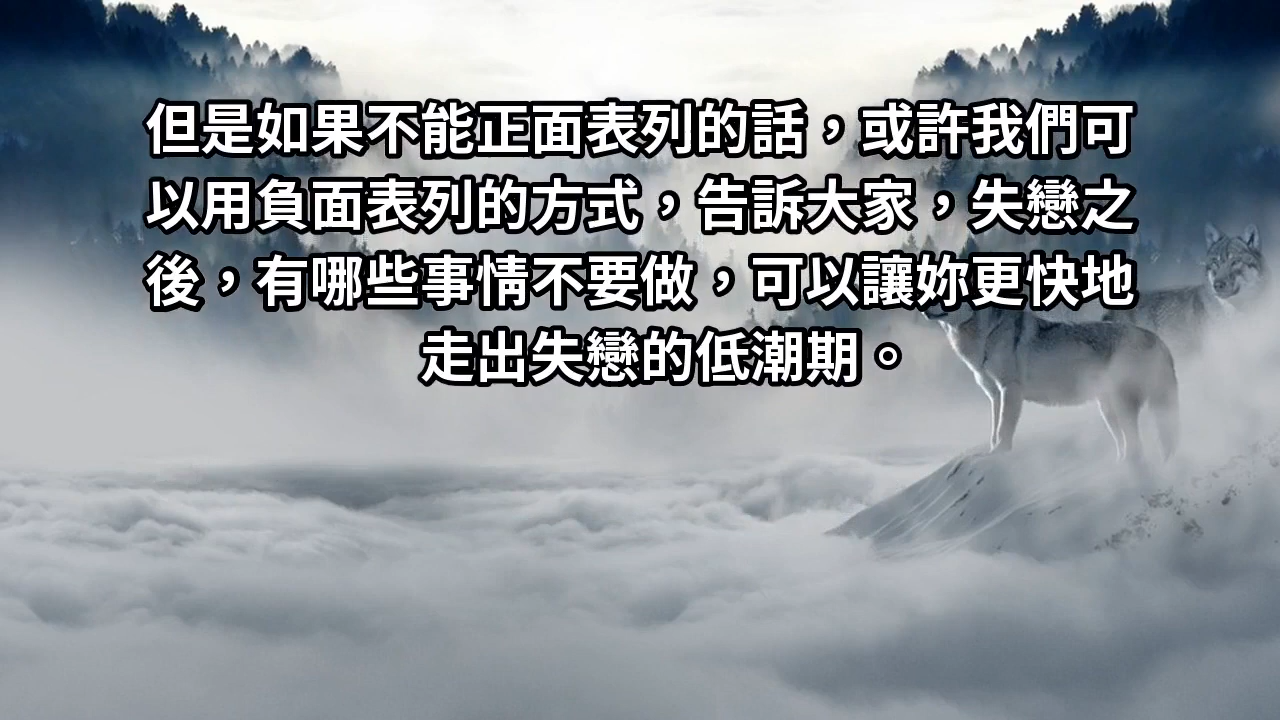 但是如果不能正面表列的話，或許我們可
以用負面表列的方式，告訴大家，失戀之
後，有哪些事情不要做，可以讓妳更快地
走出失戀的低潮期。